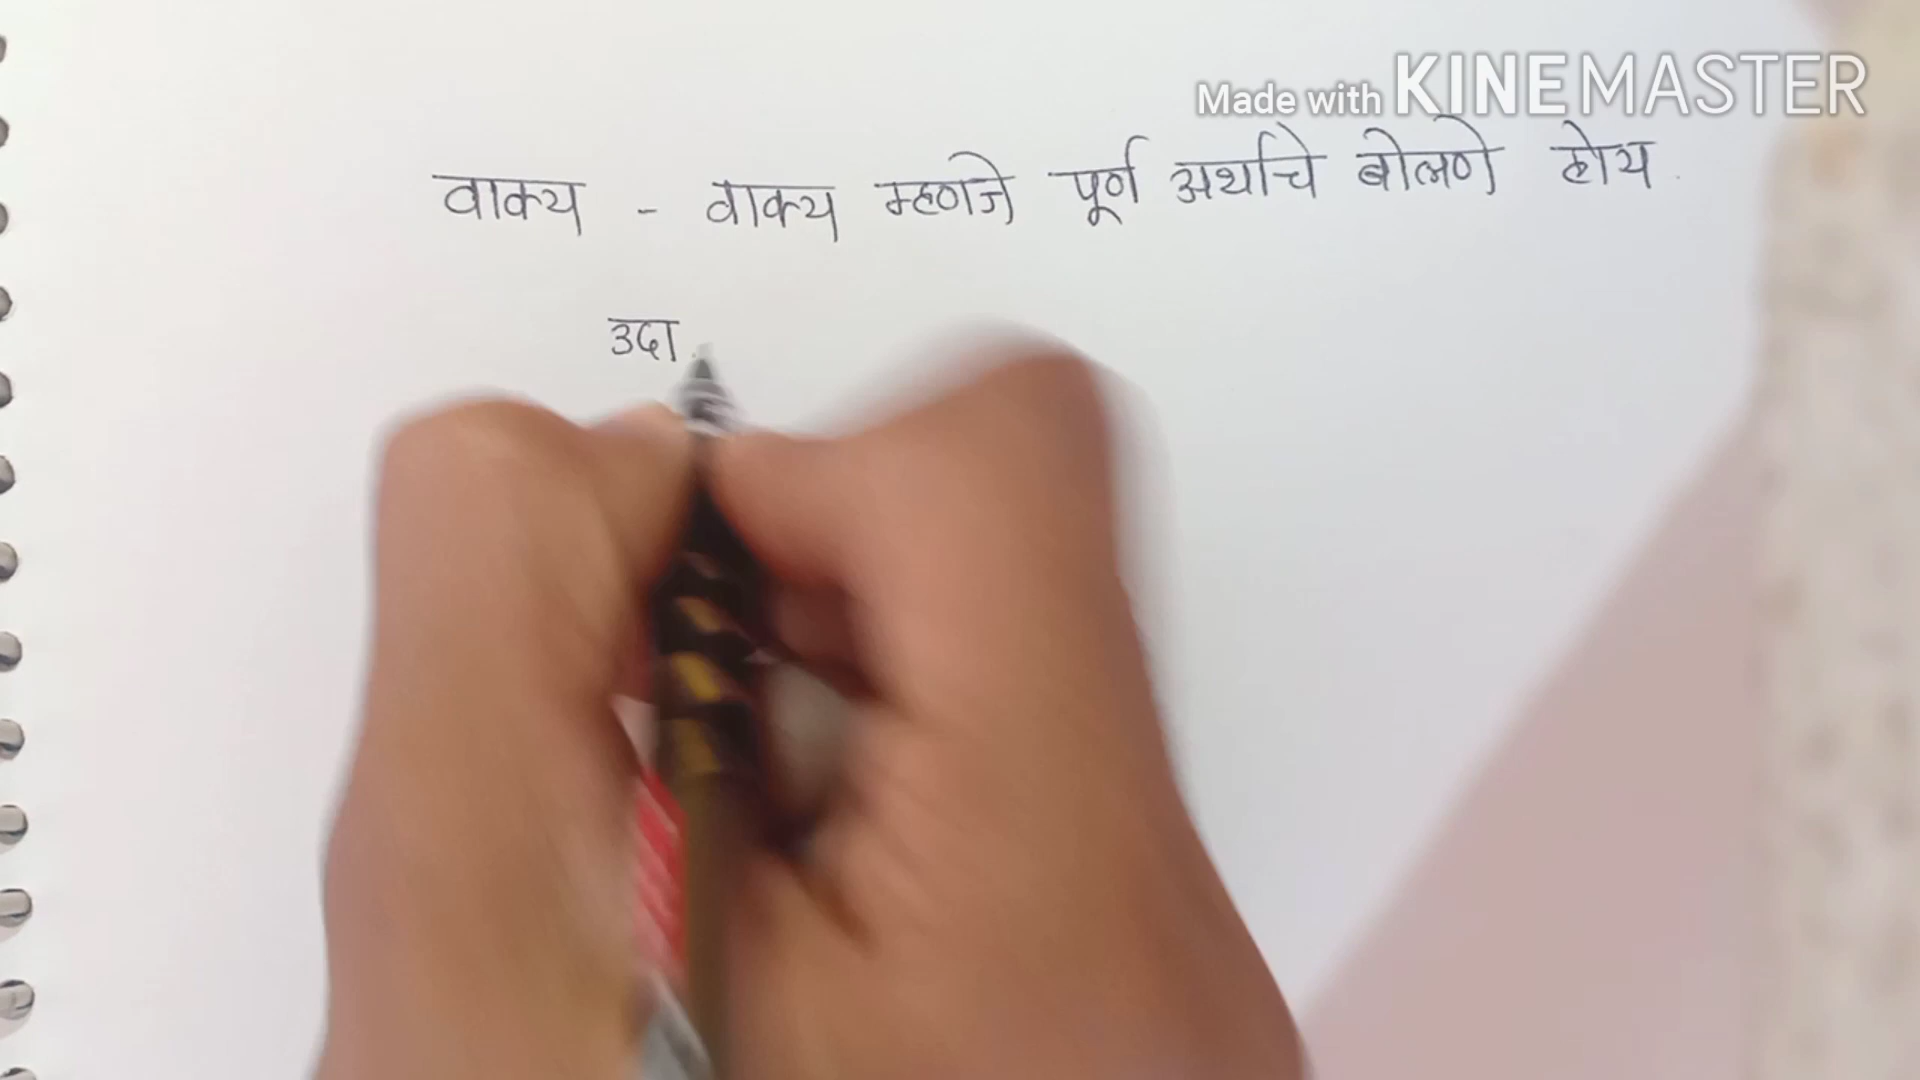 Made with KINEMASTER
वाक्य - वाक्य म्हणजे पूर्ण अर्थाचे बोलणे होय.
उदा.